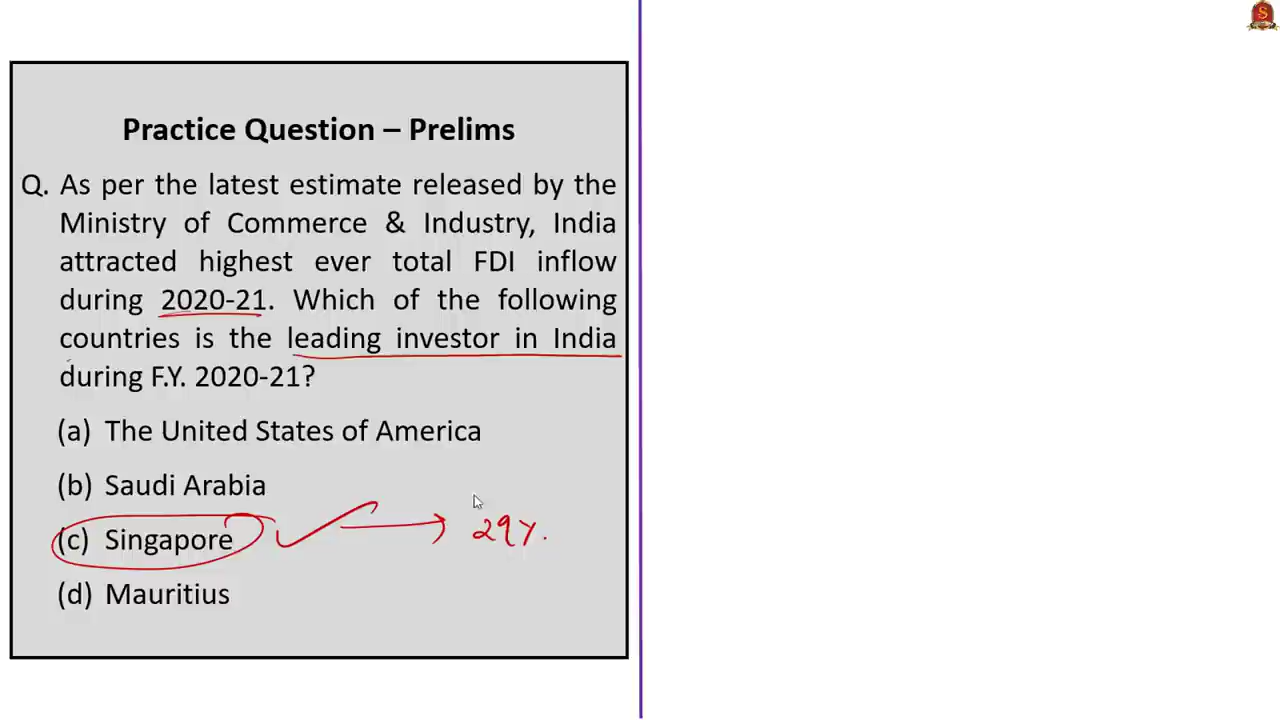 Practice Question – Prelims
Q. As per the latest estimate released by the
Ministry of Commerce & Industry, India
attracted highest ever total FDI inflow
during 2020-21. Which of the following
countries is the leading investor in India
during F.Y. 2020-21?
(a) The United States of America
(b) Saudi Arabia
(c) Singapore 29%.
(d) Mauritius